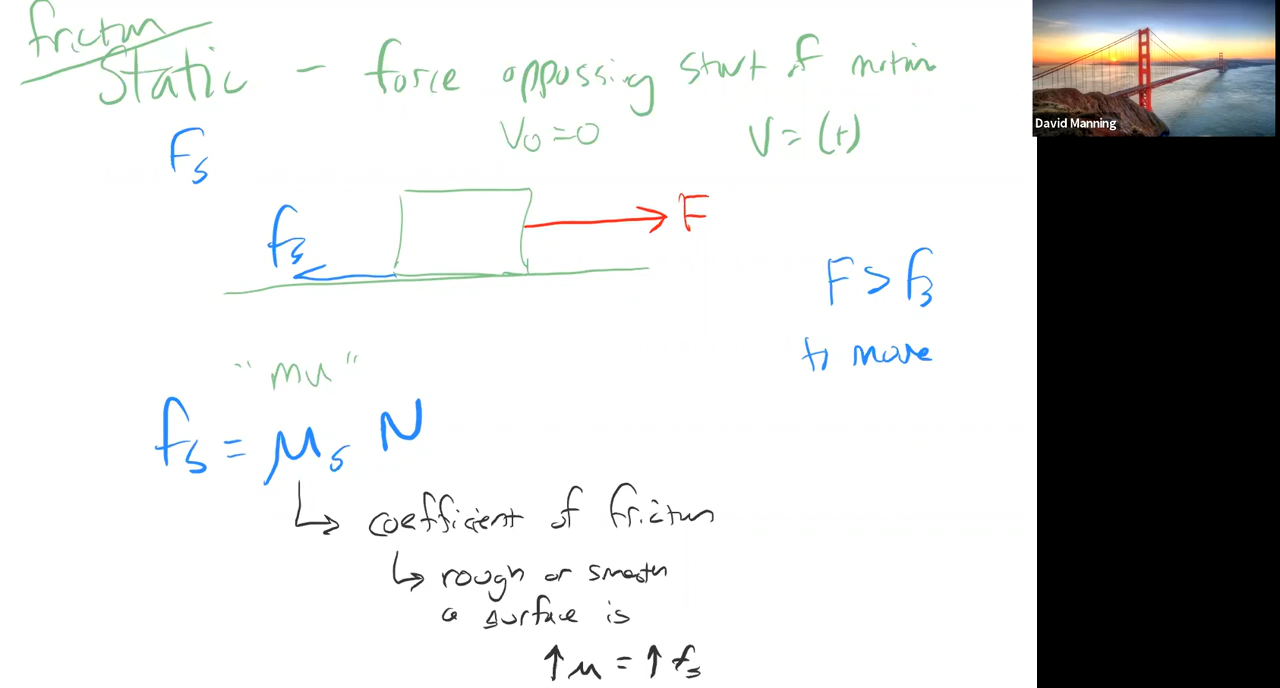 friction
Static – force oppossing start of motion
Fs
Vo=0
V=(+)
fs
F
F > fs
to move
"mu"
fs = μs N
↳ coefficient of friction
↳ rough or smooth
a surface is
↑μ = ↑fs
David Manning